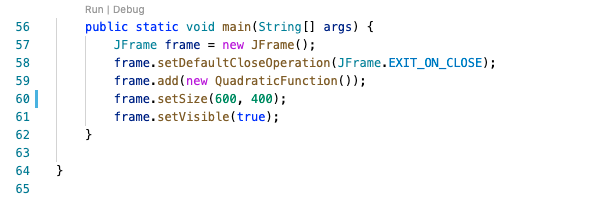 Run | Debug
56 public static void main(String[] args) {
57 JFrame frame = new JFrame();
58 frame.setDefaultCloseOperation(JFrame.EXIT_ON_CLOSE);
59 frame.add(new QuadraticFunction());
60 frame.setSize(600, 400);
61 frame.setVisible(true);
62 }
63
64 }
65